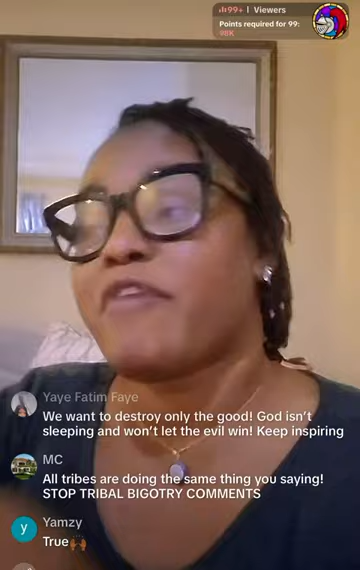 99+ | Viewers
Points required for 99:
98K
Yaye Fatim Faye
We want to destroy only the good! God isn't
sleeping and won't let the evil win! Keep inspiring
MC
All tribes are doing the same thing you saying!
STOP TRIBAL BIGOTRY COMMENTS
y
Yamzy
True🙌🏾